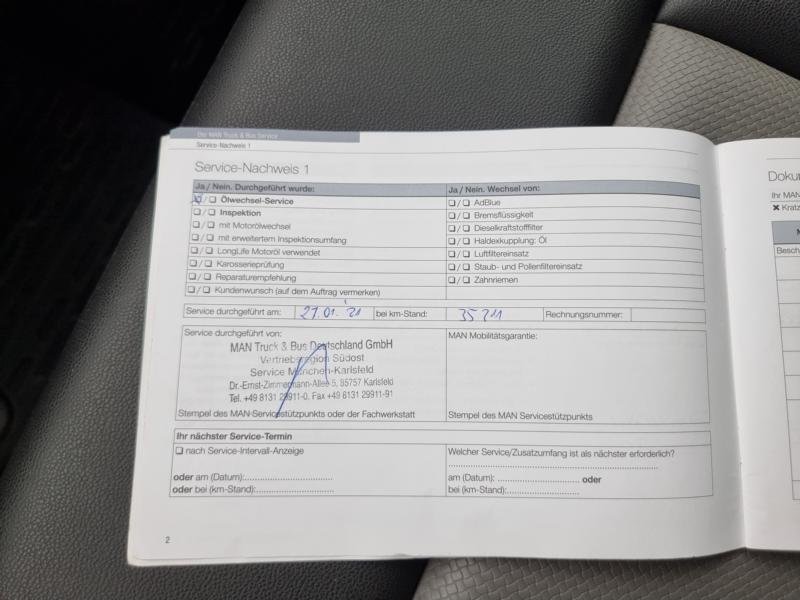 Der MAN Truck & Bus Service
Service-Nachweis 1
Service-Nachweis 1
Ja / Nein. Durchgeführt wurde:
☒ / ☐ Ölwechsel-Service
☐ / ☐ Inspektion
☐ / ☐ mit Motorölwechsel
☐ / ☐ mit erweitertem Inspektionsumfang
☐ / ☐ LongLife Motoröl verwendet
☐ / ☐ Karosserieprüfung
☐ / ☐ Reparaturempfehlung
☐ / ☐ Kundenwunsch (auf dem Auftrag vermerken)
Ja / Nein. Wechsel von:
☐ / ☐ AdBlue
☐ / ☐ Bremsflüssigkeit
☐ / ☐ Dieselkraftstofffilter
☐ / ☐ Haldexkupplung: Öl
☐ / ☐ Luftfiltereinsatz
☐ / ☐ Staub- und Pollenfiltereinsatz
☐ / ☐ Zahnriemen
Service durchgeführt am: 21.01.21 bei km-Stand: 35211 Rechnungsnummer:
Service durchgeführt von:
MAN Truck & Bus Deutschland GmbH
Vertriebsregion Südost
Service München-Karlsfeld
Dr.-Ernst-Zimmermann-Allee 5, 85757 Karlsfeld
Tel. +49 8131 29911-0. Fax +49 8131 29911-91
Stempel des MAN-Servicestützpunkts oder der Fachwerkstatt
MAN Mobilitätsgarantie:
Stempel des MAN Servicestützpunkts
Ihr nächster Service-Termin
☐ nach Service-Intervall-Anzeige
oder am (Datum):
oder bei (km-Stand):
Welcher Service/Zusatzumfang ist als nächster erforderlich?
am (Datum): oder
bei (km-Stand):
2
Ihr MAN